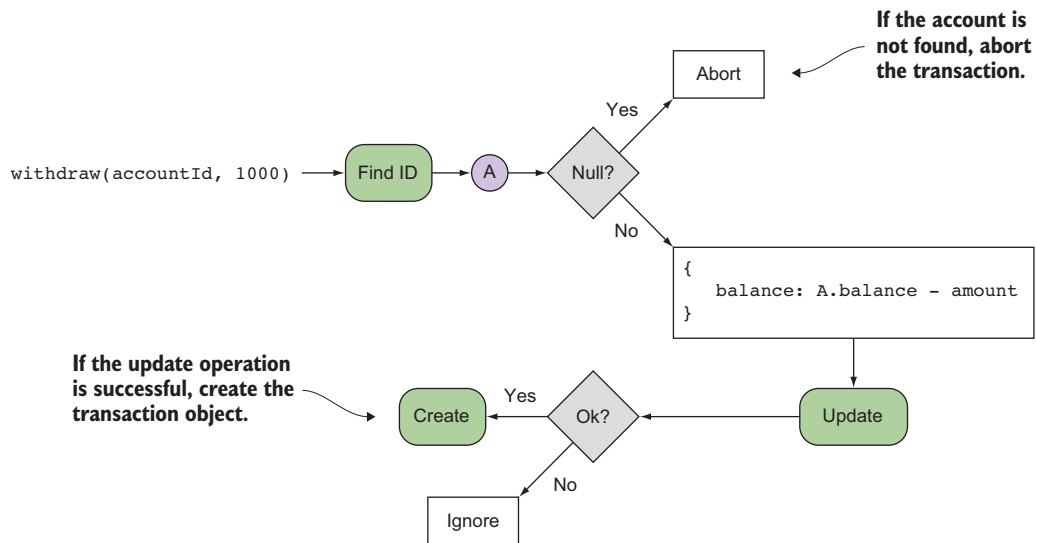 If the account is
not found, abort
the transaction.
Abort
Yes
withdraw(accountId, 1000)
Find ID
A
Null?
No
{
balance: A.balance – amount
}
If the update operation
is successful, create the
transaction object.
Create
Yes
Ok?
Update
No
Ignore